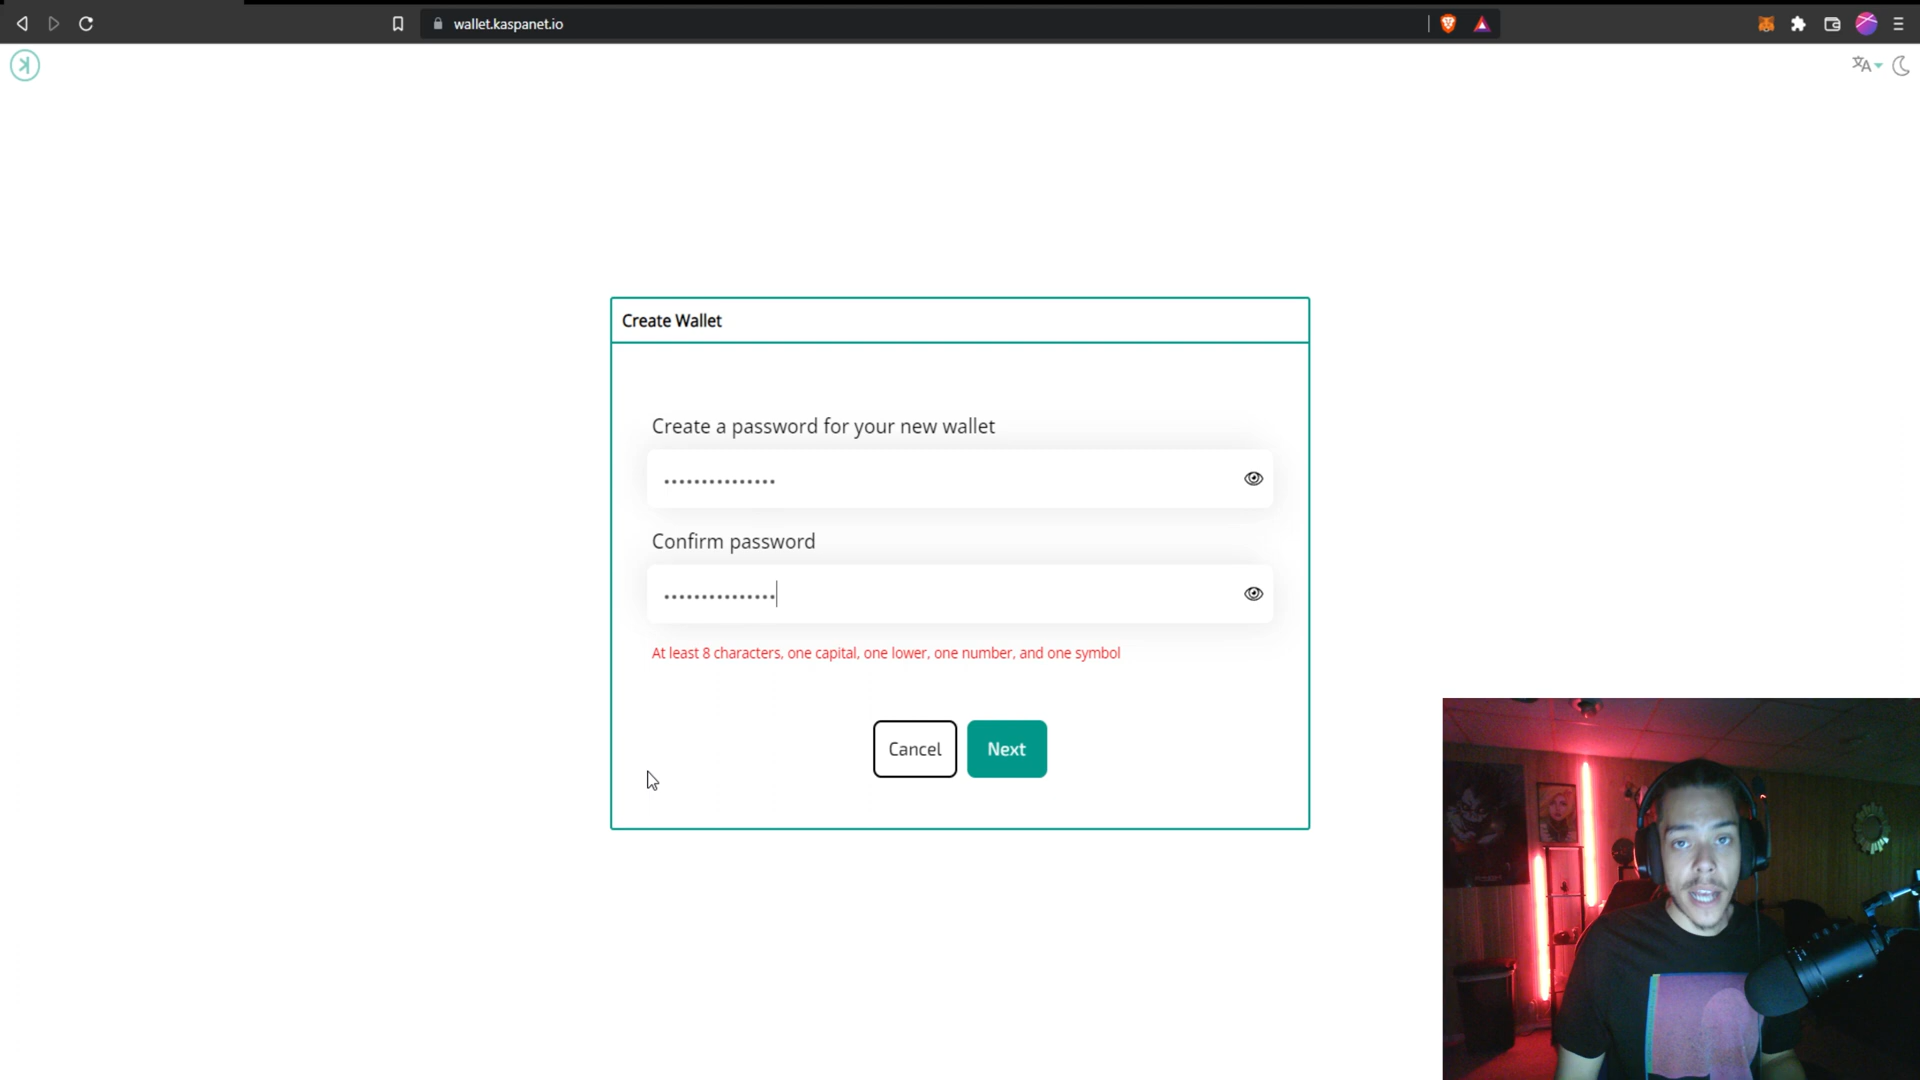 wallet.kaspanet.io
Create Wallet
Create a password for your new wallet
Confirm password
At least 8 characters, one capital, one lower, one number, and one symbol
Cancel
Next